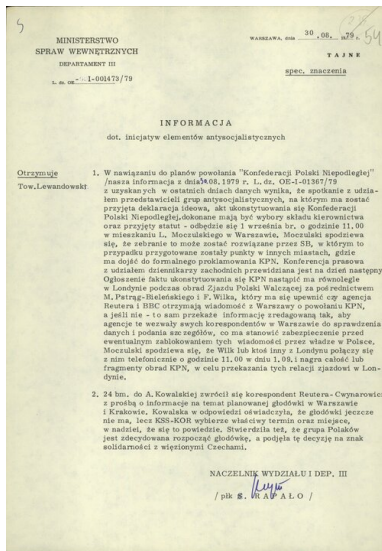 5
54
MINISTERSTWO
SPRAW WEWNĘTRZNYCH
DEPARTAMENT III
L. dz. OE- I-001473/79
WARSZAWA, dnia 30 .08. 1979 r.
TAJNE
spec. znaczenia
INFORMACJA
dot. inicjatyw elementów antysocjalistycznych
Otrzymuje
Tow. Lewandowski
1. W nawiązaniu do planów powołania "Konfederacji Polski Niepodległej"
/nasza informacja z dnia .08.1979 r. L. dz. OE-I-01367/79
z uzyskanych w ostatnich dniach danych wynika, że spotkanie z udzia-
łem przedstawicieli grup antysocjalistycznych, na którym ma zostać
przyjęta deklaracja ideowa, akt ukonstytuowania się Konfederacji
Polski Niepodległej, dokonane mają być wybory składu kierownictwa
oraz przyjęty statut - odbędzie się 1 września br, o godzinie 11,00
w mieszkaniu L. Moczulskiego w Warszawie. Moczulski spodziewa
się, że zebranie to może zostać rozwiązane przez SB, w którym to
przypadku przygotowane zostały punkty w innych miastach, gdzie
ma dojść do formalnego proklamowania KPN. Konferencja prasowa
z udziałem dziennikarzy zachodnich przewidziana jest na dzień następny
Ogłoszenie faktu ukonstytuowania się KPN nastąpić ma równolegle
w Londynie podczas obrad Zjazdu Polski Walczącej za pośrednictwem
M. Patrąg-Bieleńskiego i F. Wilka, który ma się upewnić czy agencja
Reutera i BBC otrzymają wiadomość z Warszawy o powołaniu KPN,
a jeśli nie - to sam przekaże informację zredagowaną tak, aby
agencje te wezwały swych korespondentów w Warszawie do sprawdzenia
danych i podania szczegółów, co ma stanowić zabezpieczenie przed
ewentualnym zablokowaniem tych wiadomości przez władze w Polsce.
Moczulski spodziewa się, że Wilk lub ktoś inny z Londynu połączy się
z nim telefonicznie o godzinie 11,00 w dniu 1.09. i nagra całość lub
fragmenty obrad KPN, w celu przekazania tych relacji zjazdowi w Lon-
dynie.
2. 24 bm. do A. Kowalskiej zwrócił się korespondent Reutera-Cwynarowicz
z prośbą o informacje na temat planowanej głodówki w Warszawie
i Krakowie. Kowalska w odpowiedzi oświadczyła, że głodówki jeszcze
nie ma, lecz KSS-KOR wybierze właściwy termin oraz miejsce,
w nadziei, że się to powiedzie. Stwierdziła też, że grupa Polaków
jest zdecydowana rozpocząć głodówkę, a podjęła tę decyzję na znak
solidarności z więzionymi Czechami.
NACZELNIK WYDZIAŁU I DEP. III
/ płk S. RAPAŁO /